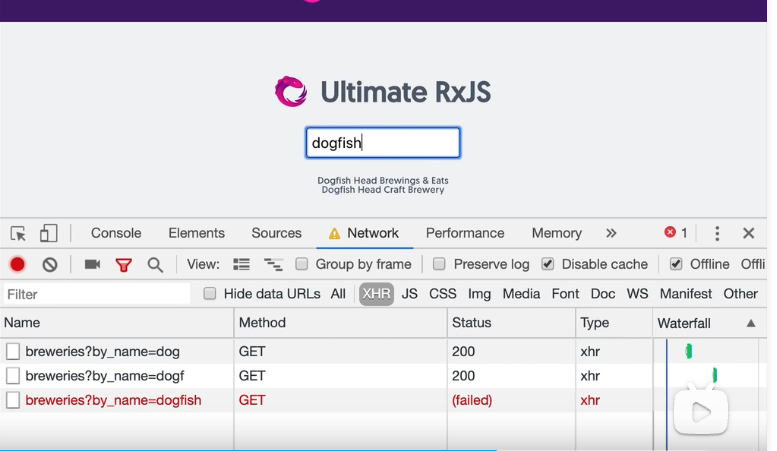 Ultimate RxJS
dogfish
Dogfish Head Brewings & Eats
Dogfish Head Craft Brewery
Console Elements Sources Network Performance Memory » 1
View: Group by frame Preserve log Disable cache Offline Offli
Filter Hide data URLs All XHR JS CSS Img Media Font Doc WS Manifest Other
Name Method Status Type Waterfall
breweries?by_name=dog GET 200 xhr
breweries?by_name=dogf GET 200 xhr
breweries?by_name=dogfish GET (failed) xhr